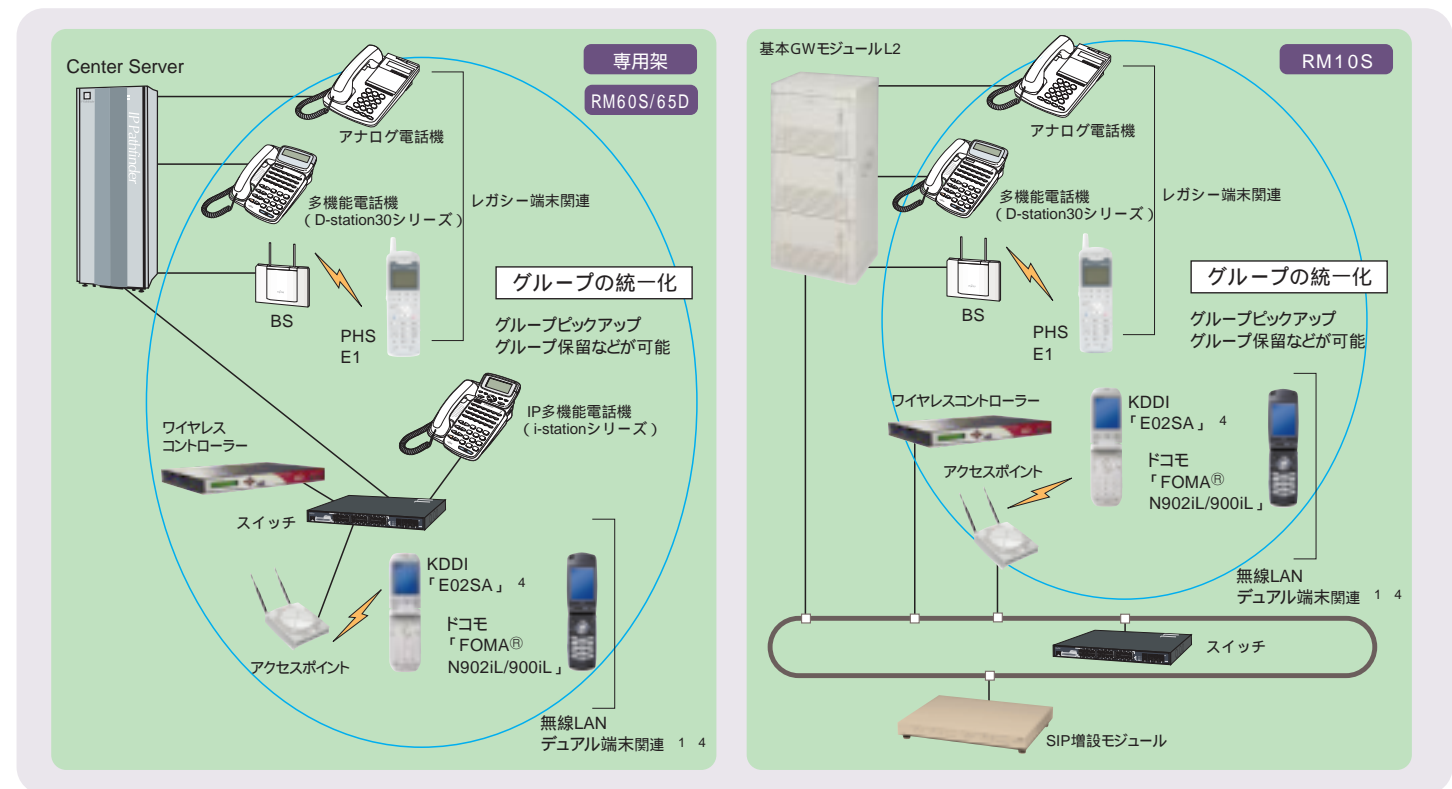 Center Server
専用架
RM60S/65D
IP Pathfinder
アナログ電話機
多機能電話機
（D-station30シリーズ）
レガシー端末関連
BS
PHS
E1
グループの統一化
グループピックアップ
グループ保留などが可能
IP多機能電話機
（i-stationシリーズ）
ワイヤレス
コントローラー
スイッチ
KDDI
「E02SA」 4
ドコモ
「FOMA®
N902iL/900iL」
アクセスポイント
無線LAN
デュアル端末関連 1 4
基本GWモジュールL2
RM10S
アナログ電話機
多機能電話機
（D-station30シリーズ）
レガシー端末関連
BS
PHS
E1
グループの統一化
グループピックアップ
グループ保留などが可能
ワイヤレスコントローラー
KDDI
「E02SA」 4
アクセスポイント
ドコモ
「FOMA®
N902iL/900iL」
無線LAN
デュアル端末関連 1 4
スイッチ
SIP増設モジュール